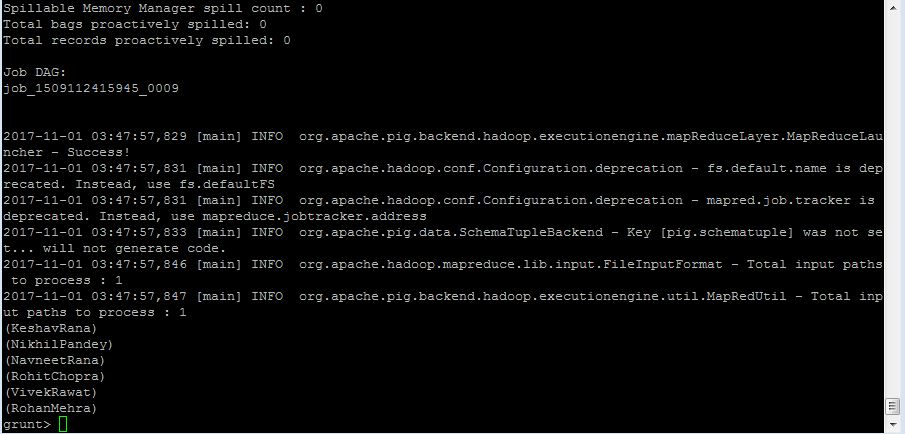 Spillable Memory Manager spill count : 0
Total bags proactively spilled: 0
Total records proactively spilled: 0
Job DAG:
job_1509112415945_0009
2017-11-01 03:47:57,829 [main] INFO  org.apache.pig.backend.hadoop.executionengine.mapReduceLayer.MapReduceLau
ncher - Success!
2017-11-01 03:47:57,831 [main] INFO  org.apache.hadoop.conf.Configuration.deprecation - fs.default.name is dep
recated. Instead, use fs.defaultFS
2017-11-01 03:47:57,831 [main] INFO  org.apache.hadoop.conf.Configuration.deprecation - mapred.job.tracker is
deprecated. Instead, use mapreduce.jobtracker.address
2017-11-01 03:47:57,833 [main] INFO  org.apache.pig.data.SchemaTupleBackend - Key [pig.schematuple] was not se
t... will not generate code.
2017-11-01 03:47:57,846 [main] INFO  org.apache.hadoop.mapreduce.lib.input.FileInputFormat - Total input paths
 to process : 1
2017-11-01 03:47:57,847 [main] INFO  org.apache.pig.backend.hadoop.executionengine.util.MapRedUtil - Total inp
ut paths to process : 1
(KeshavRana)
(NikhilPandey)
(NavneetRana)
(RohitChopra)
(VivekRawat)
(RohanMehra)
grunt>